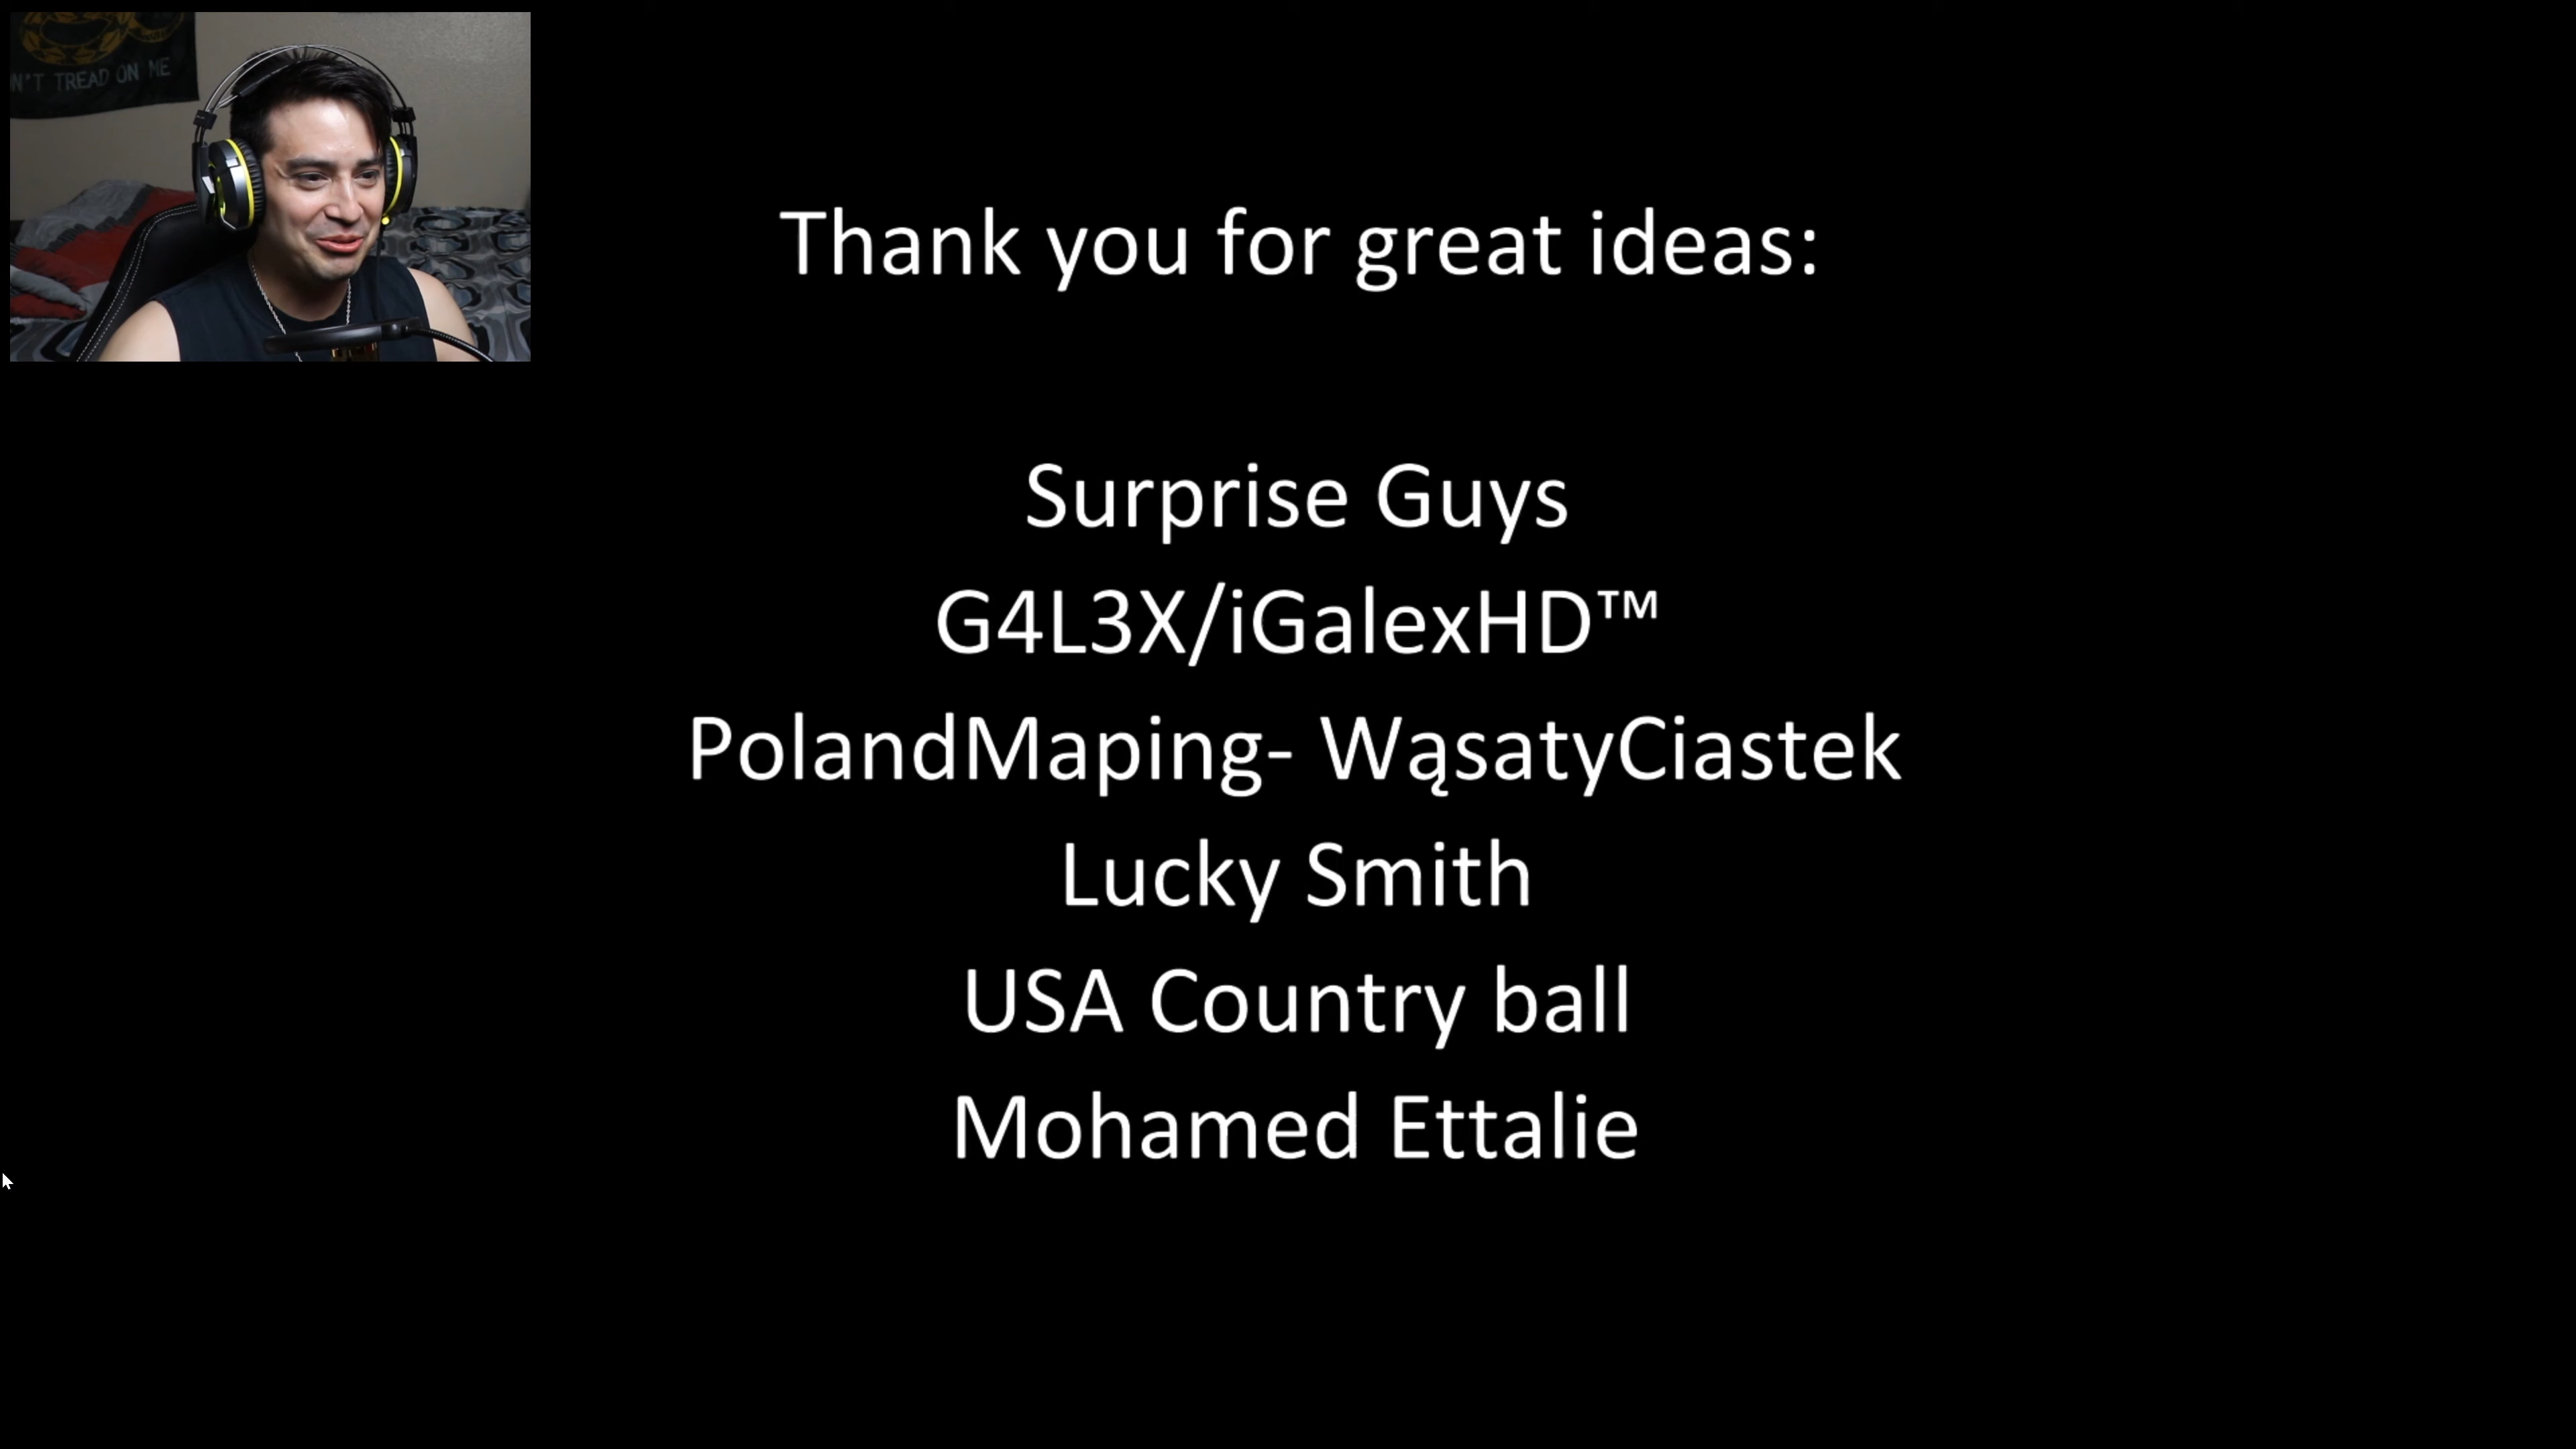 N'T TREAD ON ME
Thank you for great ideas:
Surprise Guys
G4L3X/iGalexHD™
PolandMaping- WąsatyCiastek
Lucky Smith
USA Country ball
Mohamed Ettalie